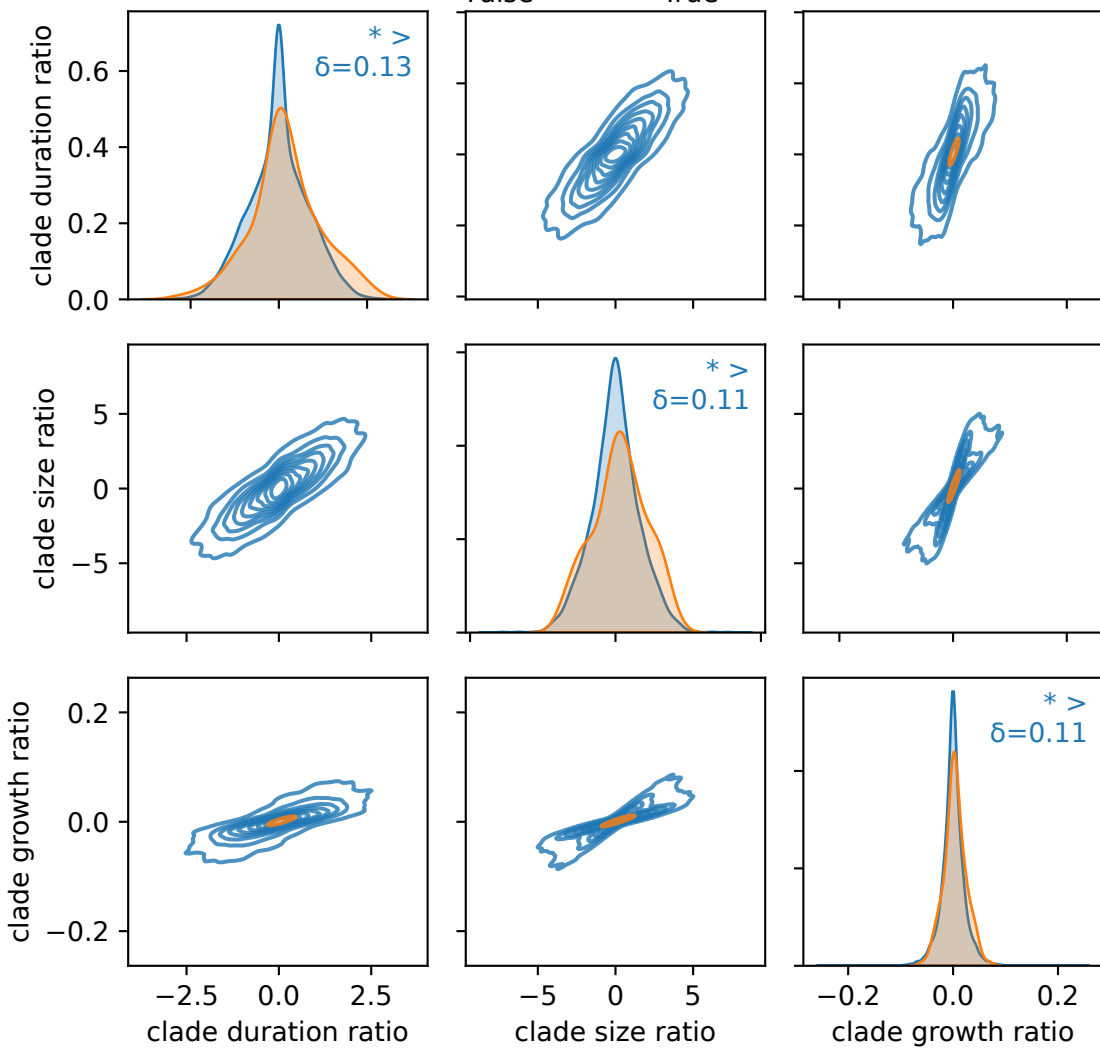 clade duration ratio
0.6
0.4
0.2
0.0
* >
δ=0.13
clade size ratio
5
0
−5
* >
δ=0.11
clade growth ratio
0.2
0.0
−0.2
* >
δ=0.11
−2.5 0.0 2.5
clade duration ratio
−5 0 5
clade size ratio
−0.2 0.0 0.2
clade growth ratio